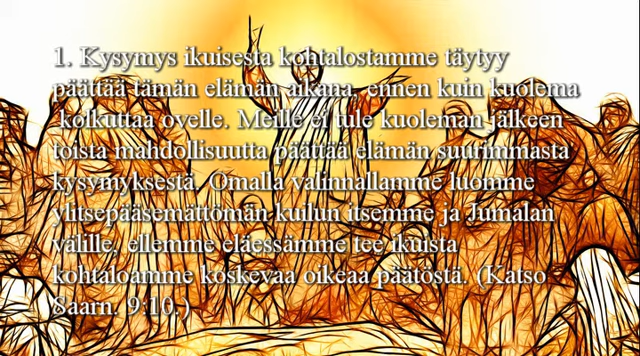 1. Kysymys ikuisesta kohtalostamme täytyy
päättää tämän elämän aikana, ennen kuin kuolema
kolkuttaa ovelle. Meille ei tule kuoleman jälkeen
toista mahdollisuutta päättää elämän suurimmasta
kysymyksestä. Omalla valinnallamme luomme
ylitsepääsemättömän kuilun itsemme ja Jumalan
välille, ellemme eläessämme tee ikuista
kohtaloamme koskevaa oikeaa päätöstä. (Katso
Saarn. 9:10.)